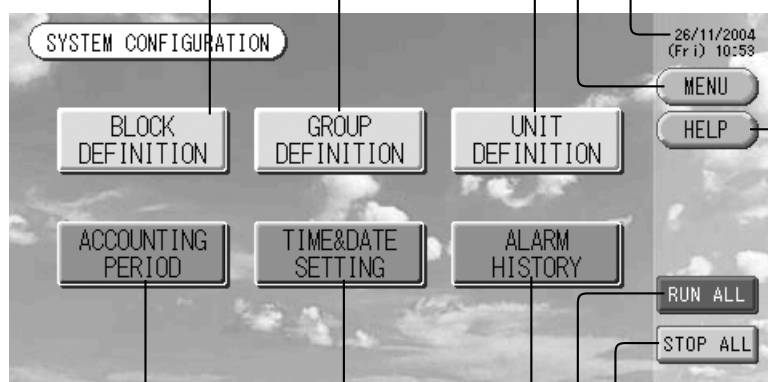 SYSTEM CONFIGURATION
26/11/2004
(Fri) 10:53
MENU
HELP
BLOCK
DEFINITION
GROUP
DEFINITION
UNIT
DEFINITION
ACCOUNTING
PERIOD
TIME&DATE
SETTING
ALARM
HISTORY
RUN ALL
STOP ALL